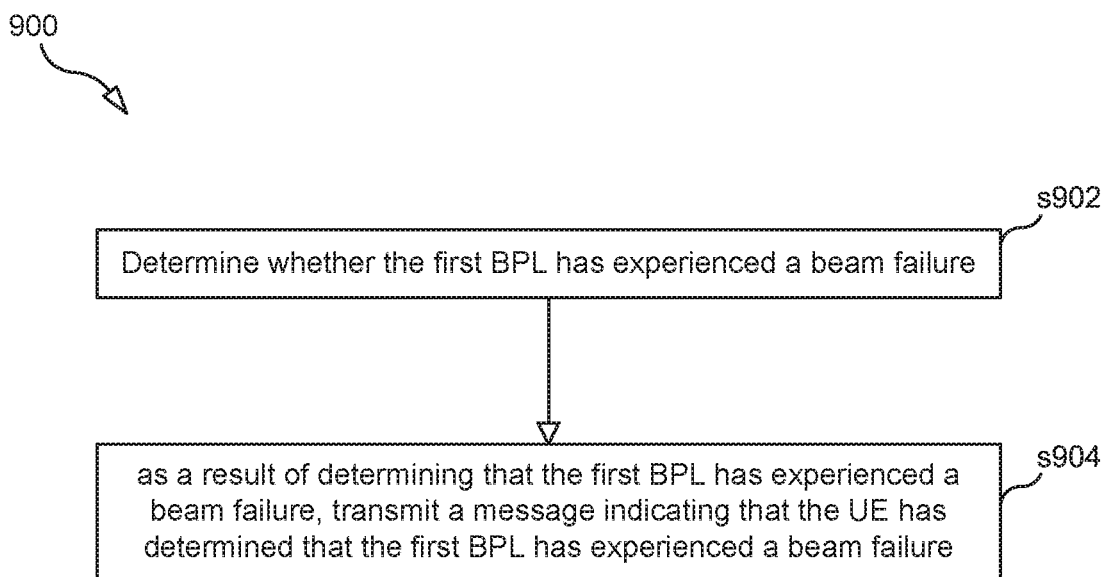 900
s902
Determine whether the first BPL has experienced a beam failure
s904
as a result of determining that the first BPL has experienced a
beam failure, transmit a message indicating that the UE has
determined that the first BPL has experienced a beam failure